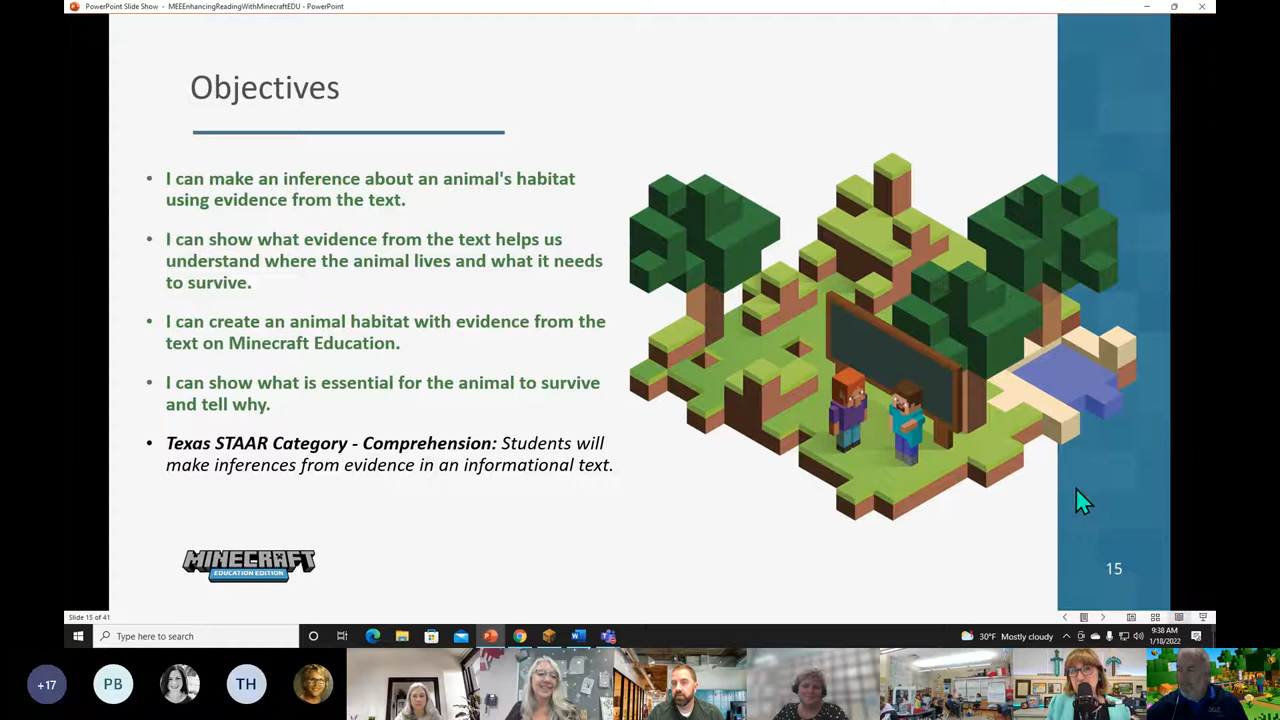 PowerPoint Slide Show - MEEEnhancingReadingWithMinecraftEDU - PowerPoint
Objectives
• I can make an inference about an animal's habitat
using evidence from the text.
• I can show what evidence from the text helps us
understand where the animal lives and what it needs
to survive.
• I can create an animal habitat with evidence from the
text on Minecraft Education.
• I can show what is essential for the animal to survive
and tell why.
• Texas STAAR Category - Comprehension: Students will
make inferences from evidence in an informational text.
MINECRAFT
EDUCATION EDITION
15
Slide 15 of 41
Type here to search
30°F Mostly cloudy
9:38 AM
1/18/2022
+17
PB
TH